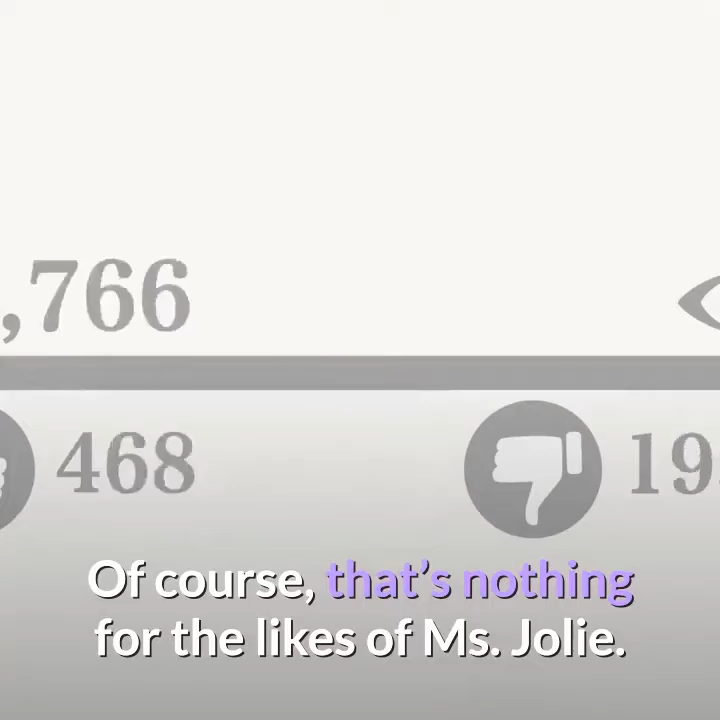 ,766
468
19
Of course, that's nothing
for the likes of Ms. Jolie.